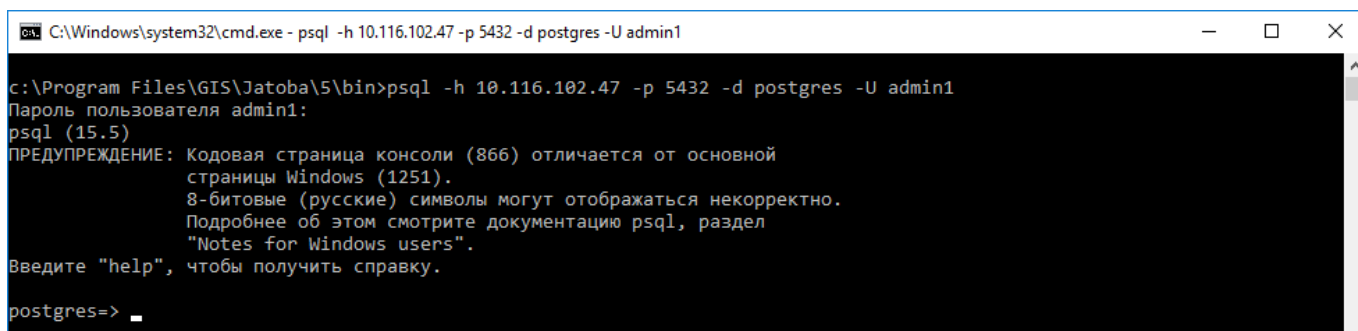 C:\Windows\system32\cmd.exe - psql -h 10.116.102.47 -p 5432 -d postgres -U admin1
c:\Program Files\GIS\Jatoba\5\bin>psql -h 10.116.102.47 -p 5432 -d postgres -U admin1
Пароль пользователя admin1:
psql (15.5)
ПРЕДУПРЕЖДЕНИЕ: Кодовая страница консоли (866) отличается от основной
страницы Windows (1251).
8-битовые (русские) символы могут отображаться некорректно.
Подробнее об этом смотрите документацию psql, раздел
"Notes for Windows users".
Введите "help", чтобы получить справку.
postgres=> _